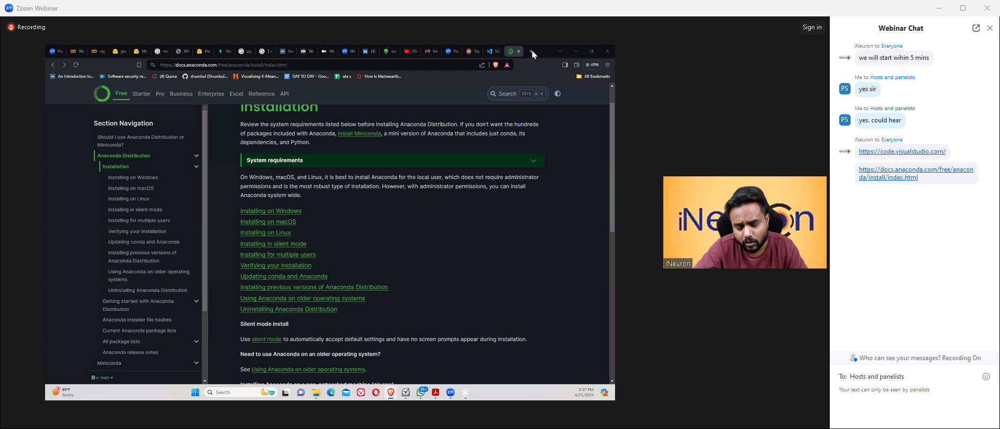 Zoom Webinar
Recording
Sign in
We
rag
the
Ne
(4)
https://docs.anaconda.com/free/anaconda/install/index.html
VPN
An Introduction to...
Software security re...
(4) Quora
shumbul (Shumbul...
Visualizing K-Mean...
DAY TO DAY - Goo...
ata s
How is Mamaearth...
All Bookmarks
Free
Starter
Pro
Business
Enterprise
Excel
Reference
API
Search
Ctrl + K
Section Navigation
Should I use Anaconda Distribution or
Miniconda?
Anaconda Distribution
Installation
Installing on Windows
Installing on macOS
Installing on Linux
Installing in silent mode
Installing for multiple users
Verifying your installation
Updating conda and Anaconda
Installing previous versions of
Anaconda Distribution
Using Anaconda on older operating
systems
Uninstalling Anaconda Distribution
Getting started with Anaconda
Distribution
Anaconda installer file hashes
Current Anaconda package lists
All package lists
Anaconda release notes
Miniconda
v: main
Installation
Review the system requirements listed below before installing Anaconda Distribution. If you don't want the hundreds
of packages included with Anaconda, install Miniconda, a mini version of Anaconda that includes just conda, its
dependencies, and Python.
System requirements
On Windows, macOS, and Linux, it is best to install Anaconda for the local user, which does not require administrator
permissions and is the most robust type of installation. However, with administrator permissions, you can install
Anaconda system wide.
Installing on Windows
Installing on macOS
Installing on Linux
Installing in silent mode
Installing for multiple users
Verifying your installation
Updating conda and Anaconda
Installing previous versions of Anaconda Distribution
Using Anaconda on older operating systems
Uninstalling Anaconda Distribution
Silent mode install
Use silent mode to automatically accept default settings and have no screen prompts appear during installation.
Need to use Anaconda on an older operating system?
See Using Anaconda on older operating systems.
Installing Anaconda on a non-networked machine (air gap)
1
89°F
Sunny
Search
99+
3:37 PM
4/21/2024
iNeuron
Webinar Chat
iNeuron to Everyone
we will start wihin 5 mins
Me to Hosts and panelists
PS
yes sir
Me to Hosts and panelists
PS
yes. could hear
iNeuron to Everyone
https://code.visualstudio.com/
https://docs.anaconda.com/free/anacon
da/install/index.html
Who can see your messages? Recording On
To: Hosts and panelists
Your text can only be seen by panelists